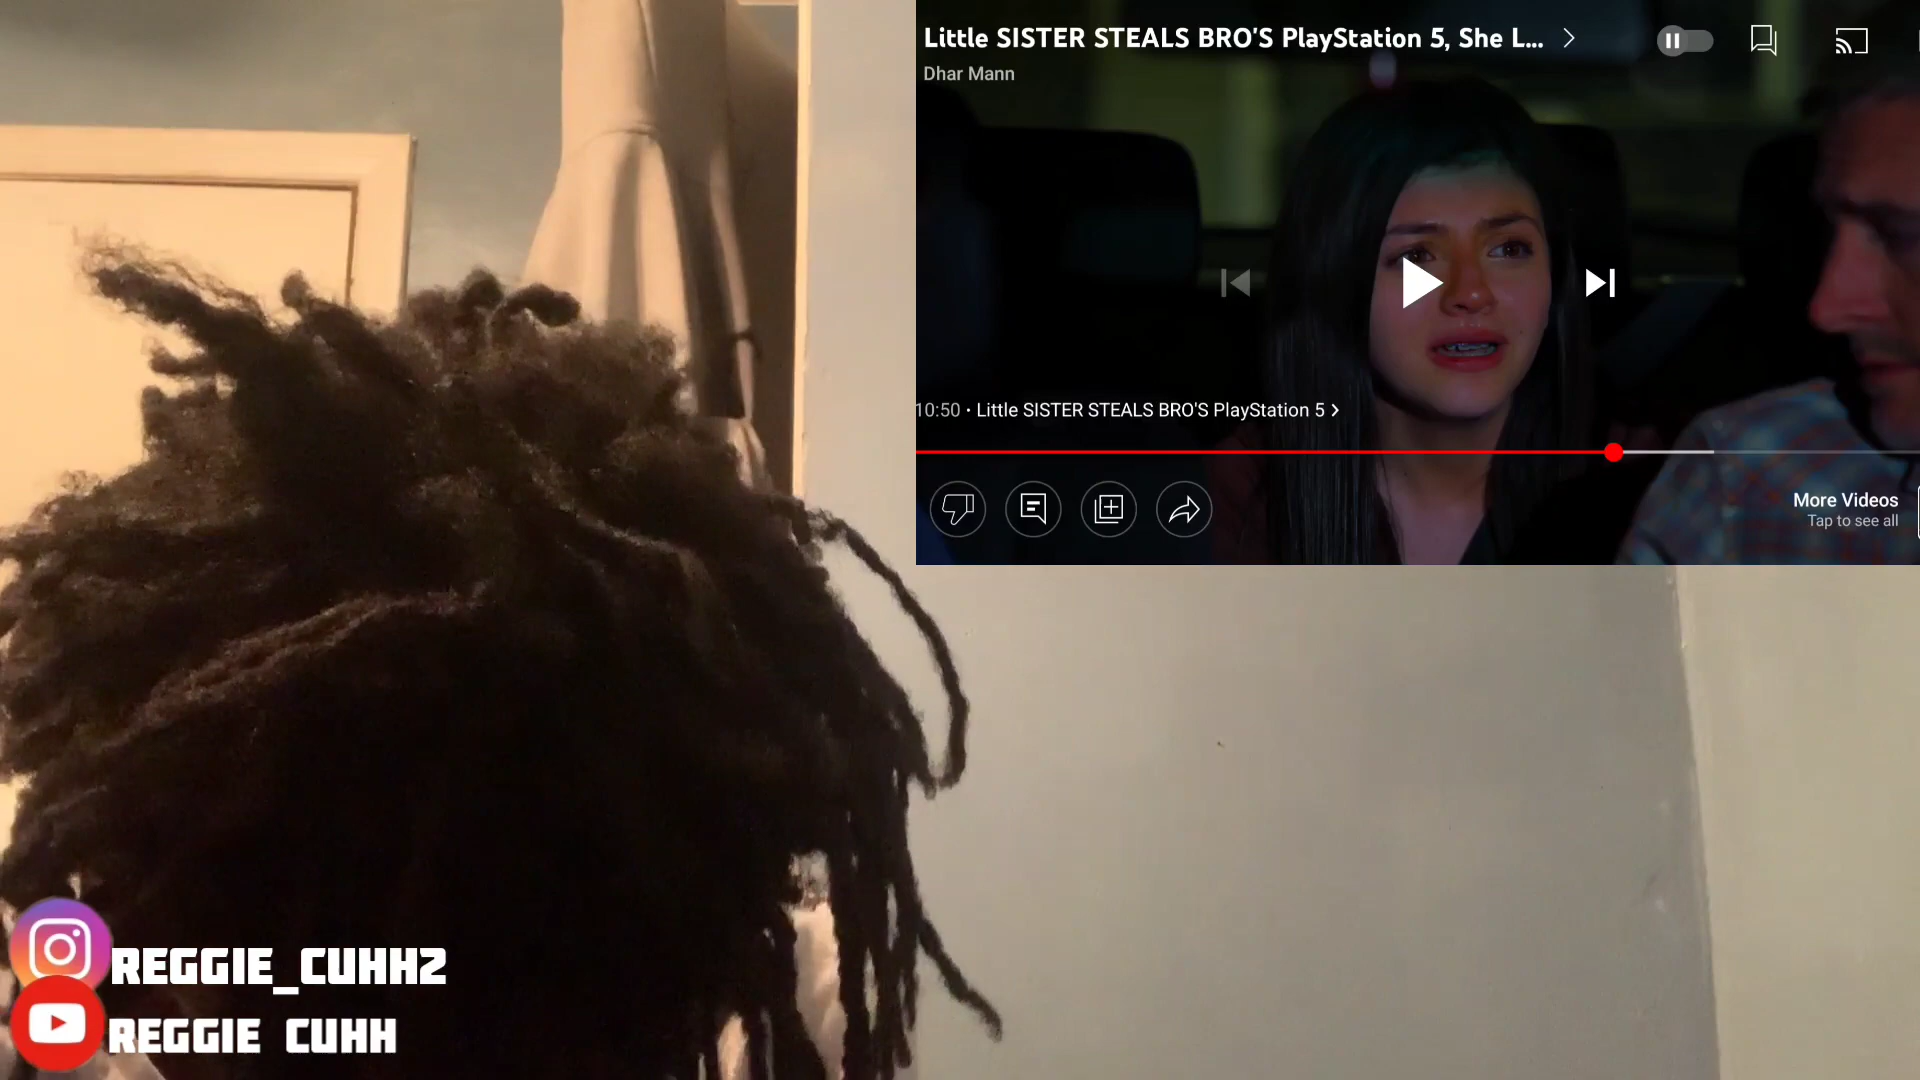 Little SISTER STEALS BRO'S PlayStation 5, She L...
Dhar Mann
10:50 • Little SISTER STEALS BRO'S PlayStation 5
More Videos
Tap to see all
REGGIE_CUHHZ
REGGIE CUHH